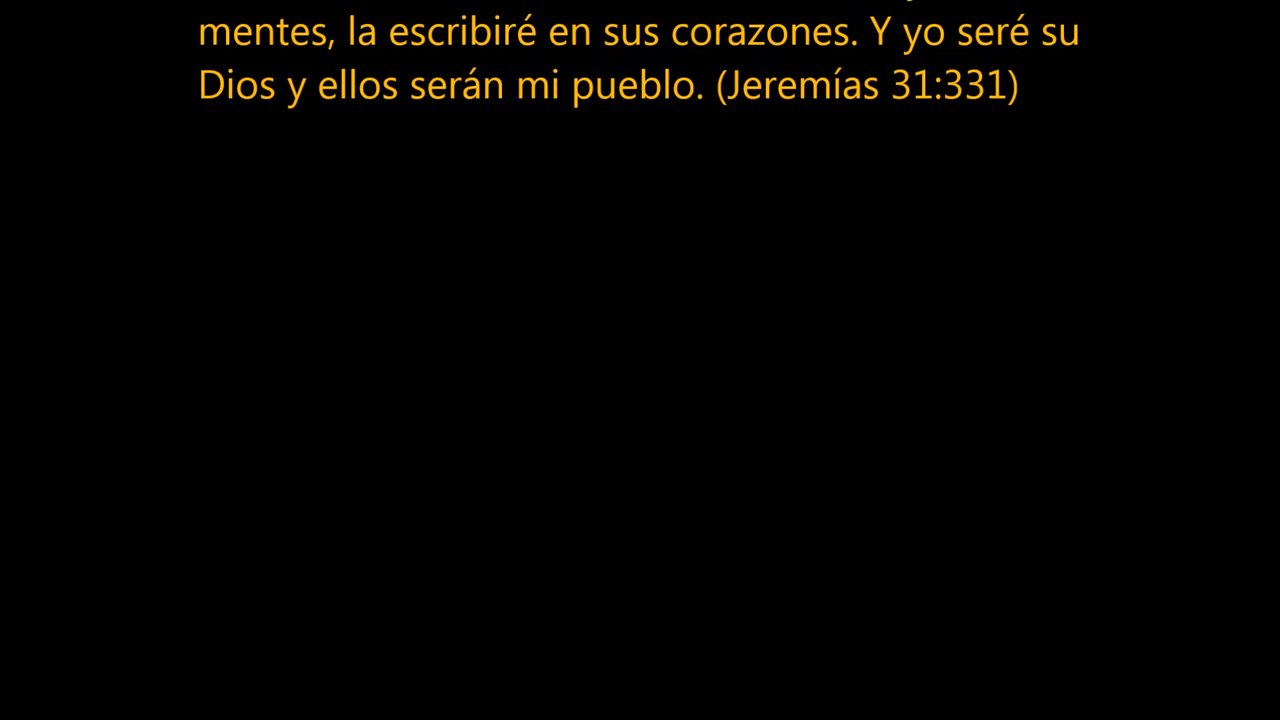 mentes, la escribiré en sus corazones. Y yo seré su
Dios y ellos serán mi pueblo. (Jeremías 31:331)